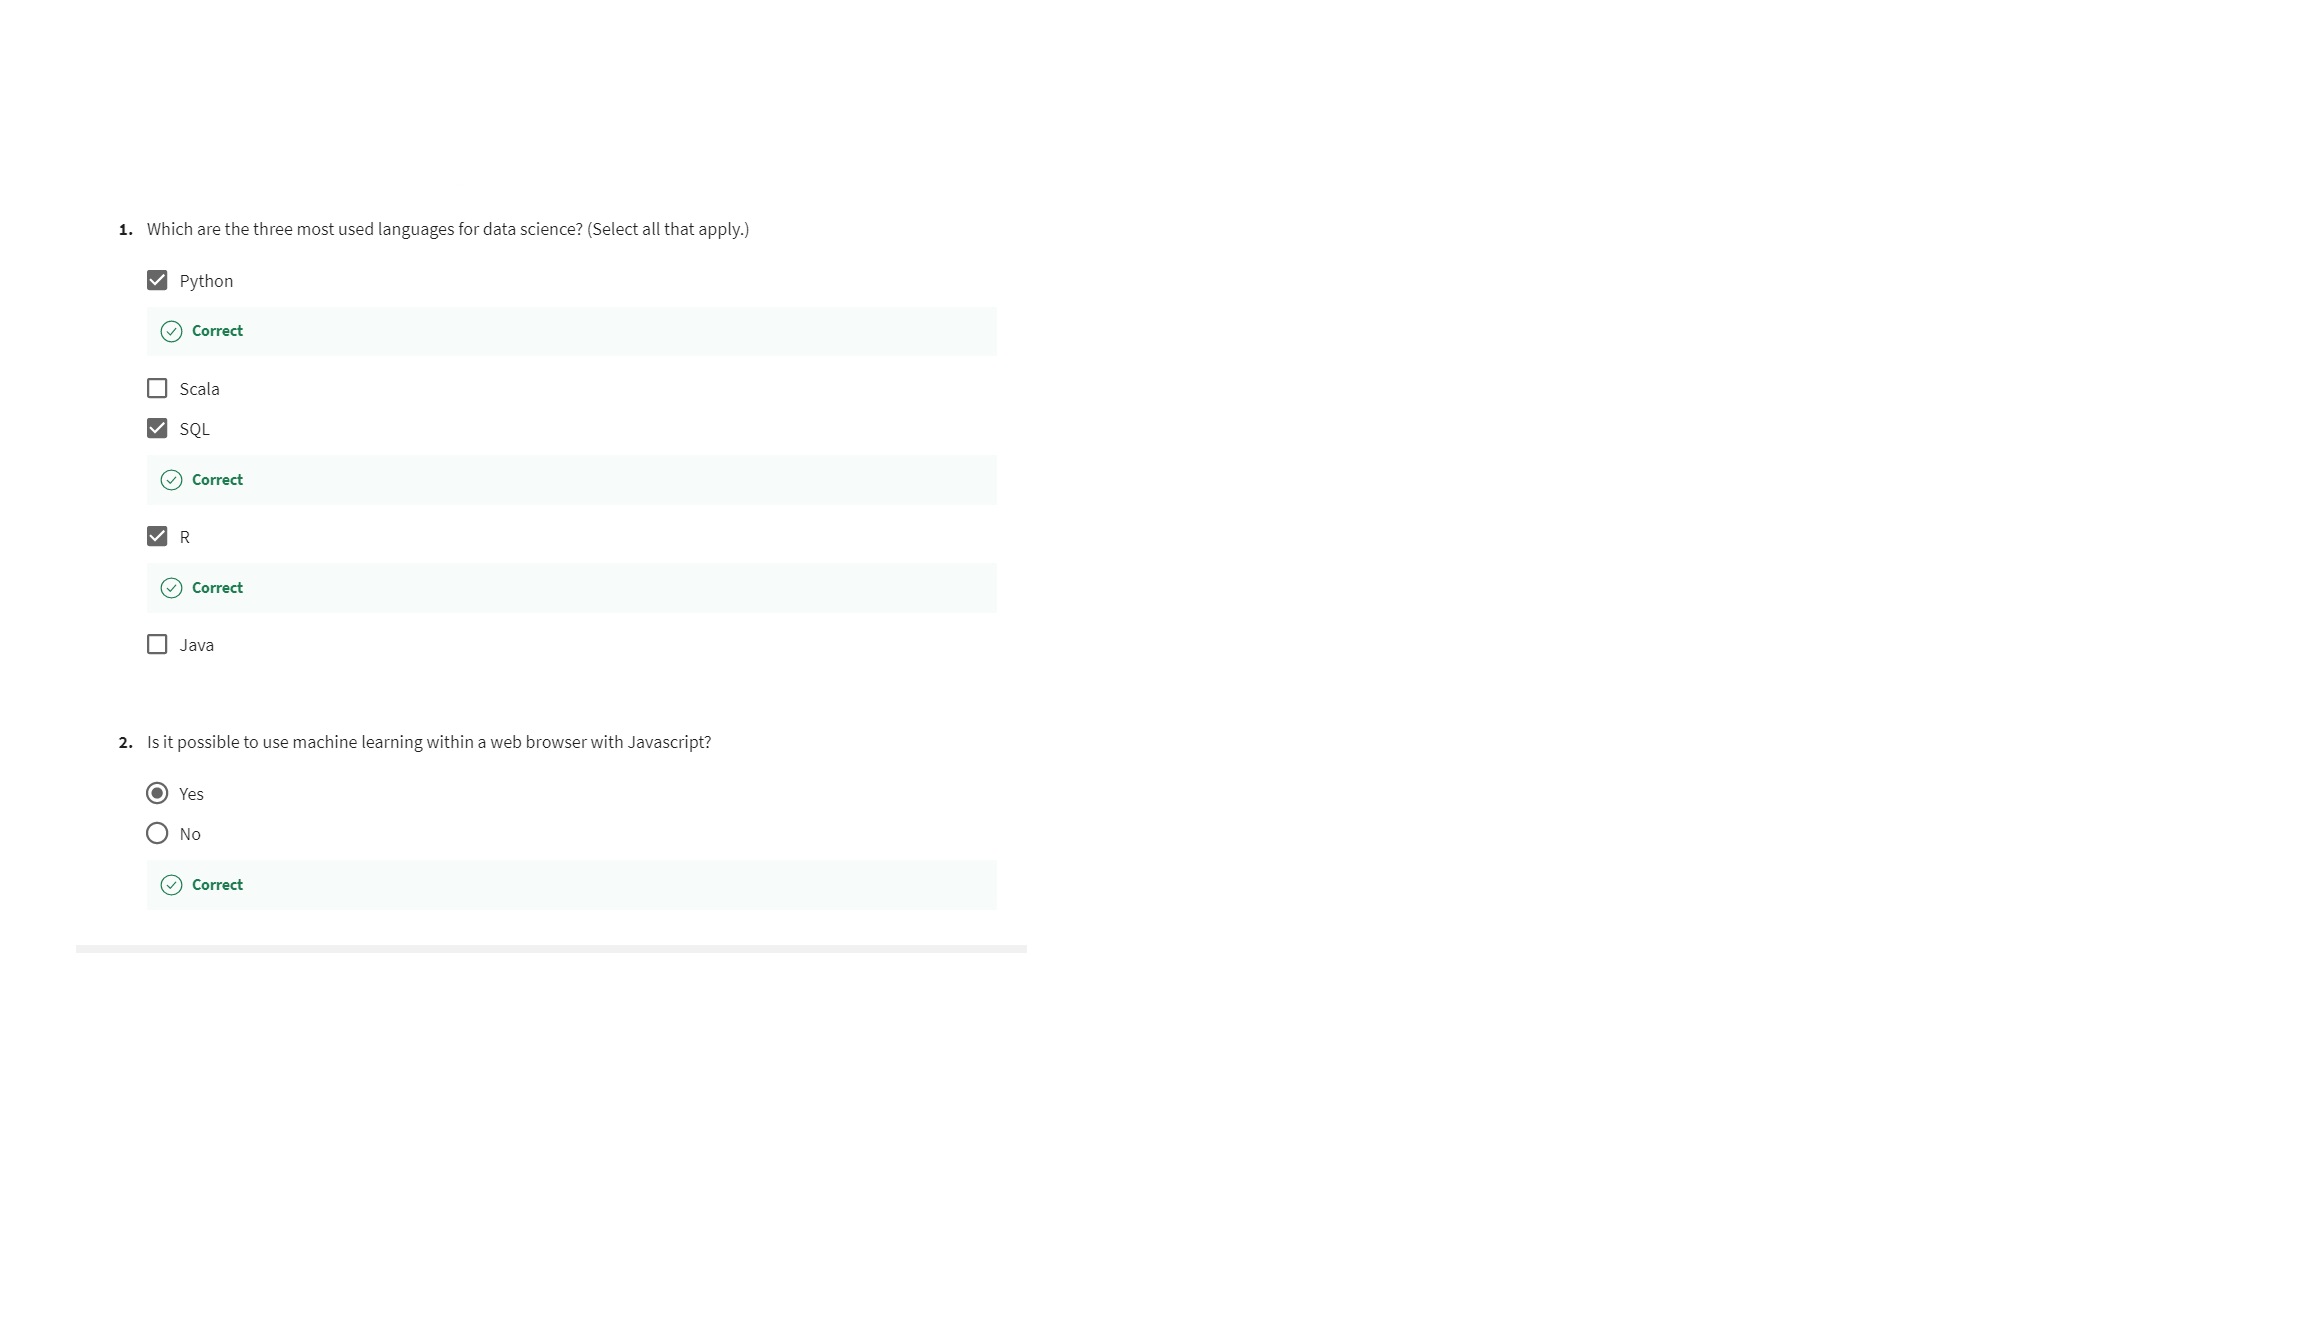 1. Which are the three most used languages for data science? (Select all that apply.)
Python
Correct
Scala
SQL
Correct
R
Correct
Java
2. Is it possible to use machine learning within a web browser with Javascript?
Yes
No
Correct